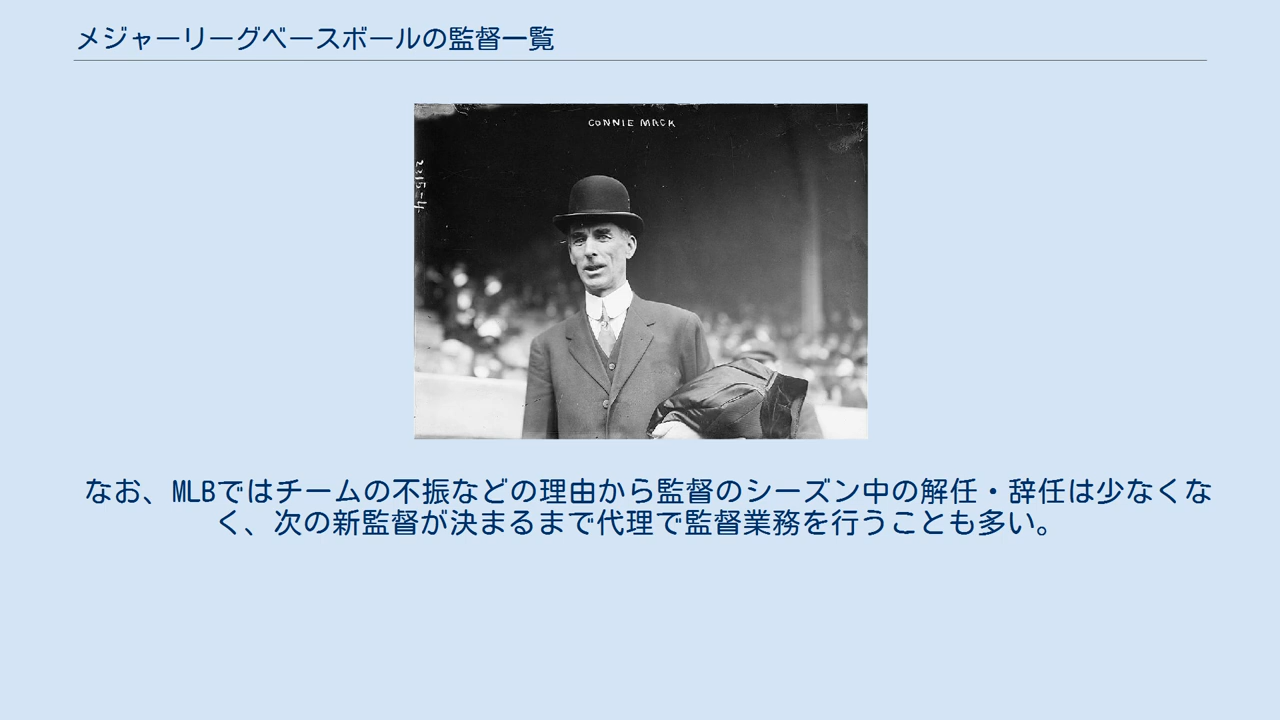 メジャーリーグベースボールの監督一覧
CONNIE MACK
2215-4
なお、MLBではチームの不振などの理由から監督のシーズン中の解任・辞任は少なくな
く、次の新監督が決まるまで代理で監督業務を行うことも多い。